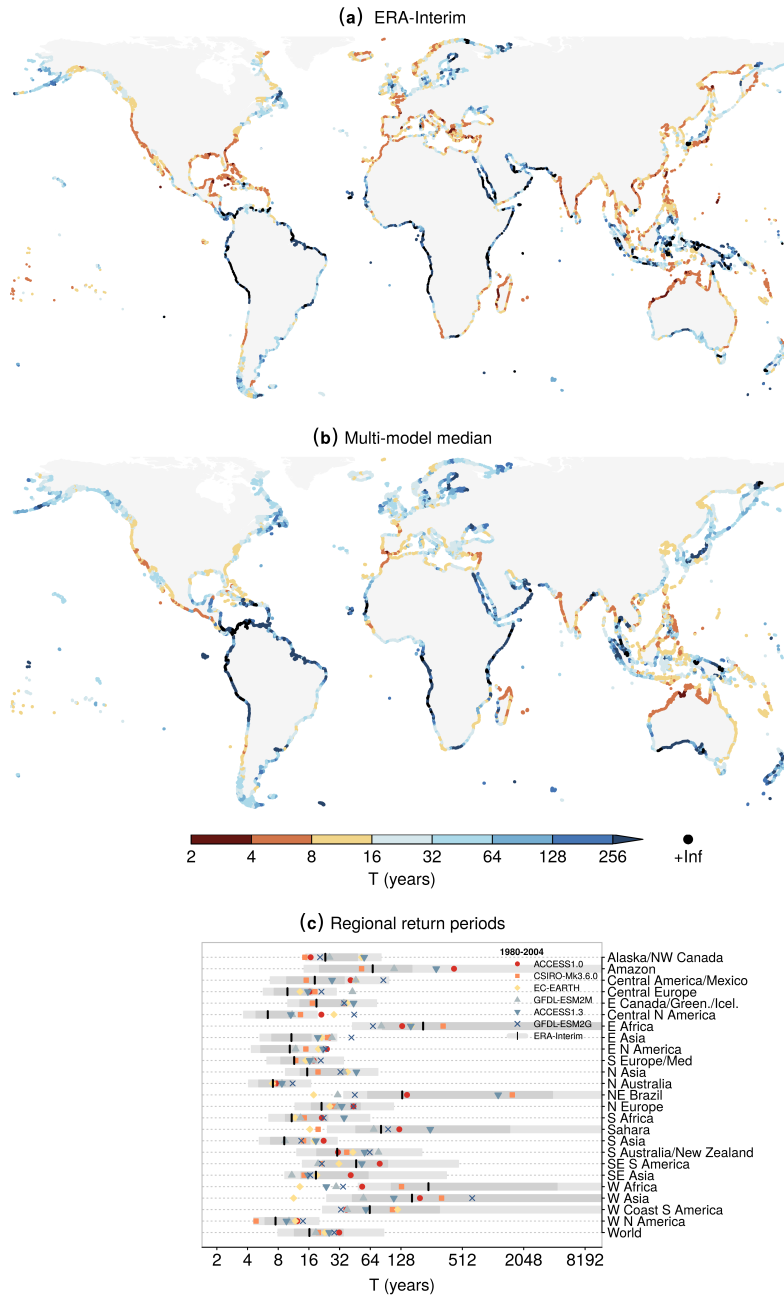 (a) ERA-Interim
(b) Multi-model median
2 4 8 16 32 64 128 256 +Inf
T (years)
(c) Regional return periods
1980-2004
ACCESS1.0
CSIRO-Mk3.6.0
EC-EARTH
GFDL-ESM2M
ACCESS1.3
GFDL-ESM2G
ERA-Interim
Alaska/NW Canada
Amazon
Central America/Mexico
Central Europe
E Canada/Green./Icel.
Central N America
E Africa
E Asia
E N America
S Europe/Med
N Asia
N Australia
NE Brazil
N Europe
S Africa
Sahara
S Asia
S Australia/New Zealand
SE S America
SE Asia
W Africa
W Asia
W Coast S America
W N America
World
2 4 8 16 32 64 128 512 2048 8192
T (years)